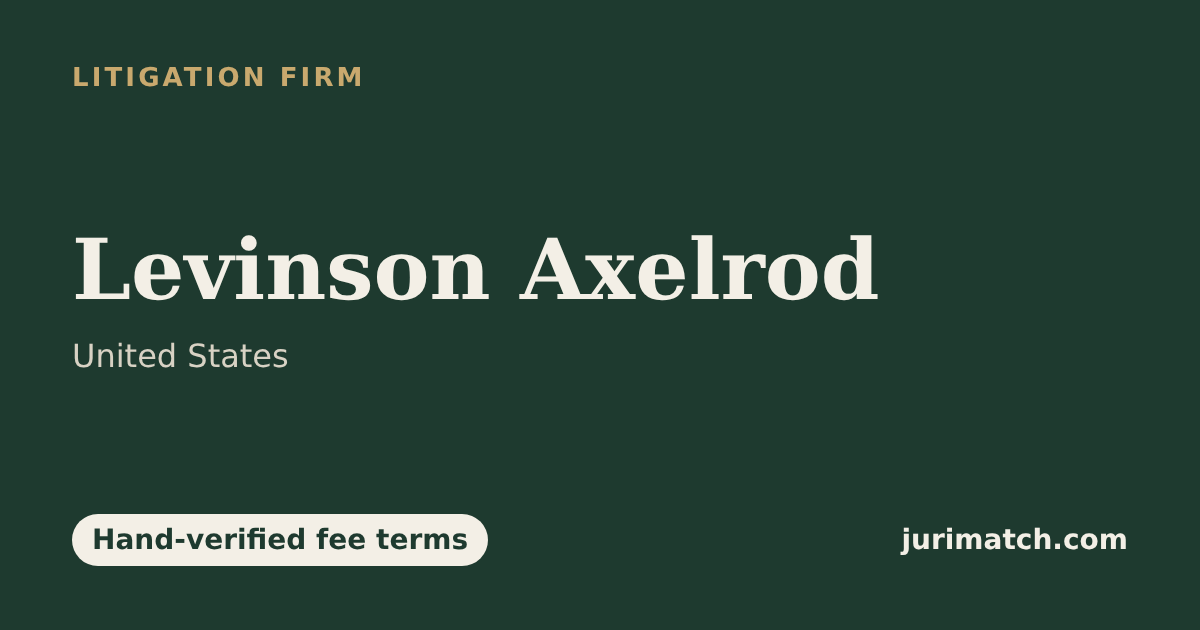 LITIGATION FIRM
Levinson Axelrod
United States
Hand-verified fee terms
jurimatch.com